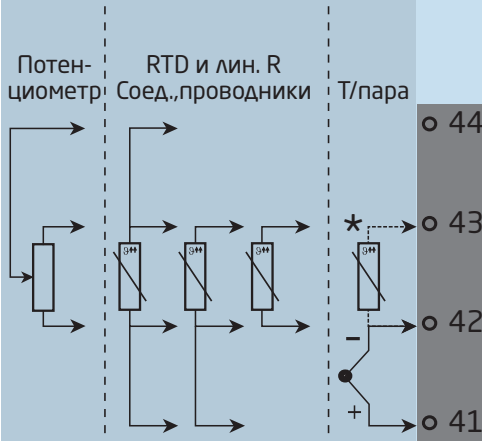 Потен-
циометр
RTD и лин. R
Соед.,проводники
Т/пара
44
*
43
ϑ
ϑ
ϑ
ϑ
42
–
+
41